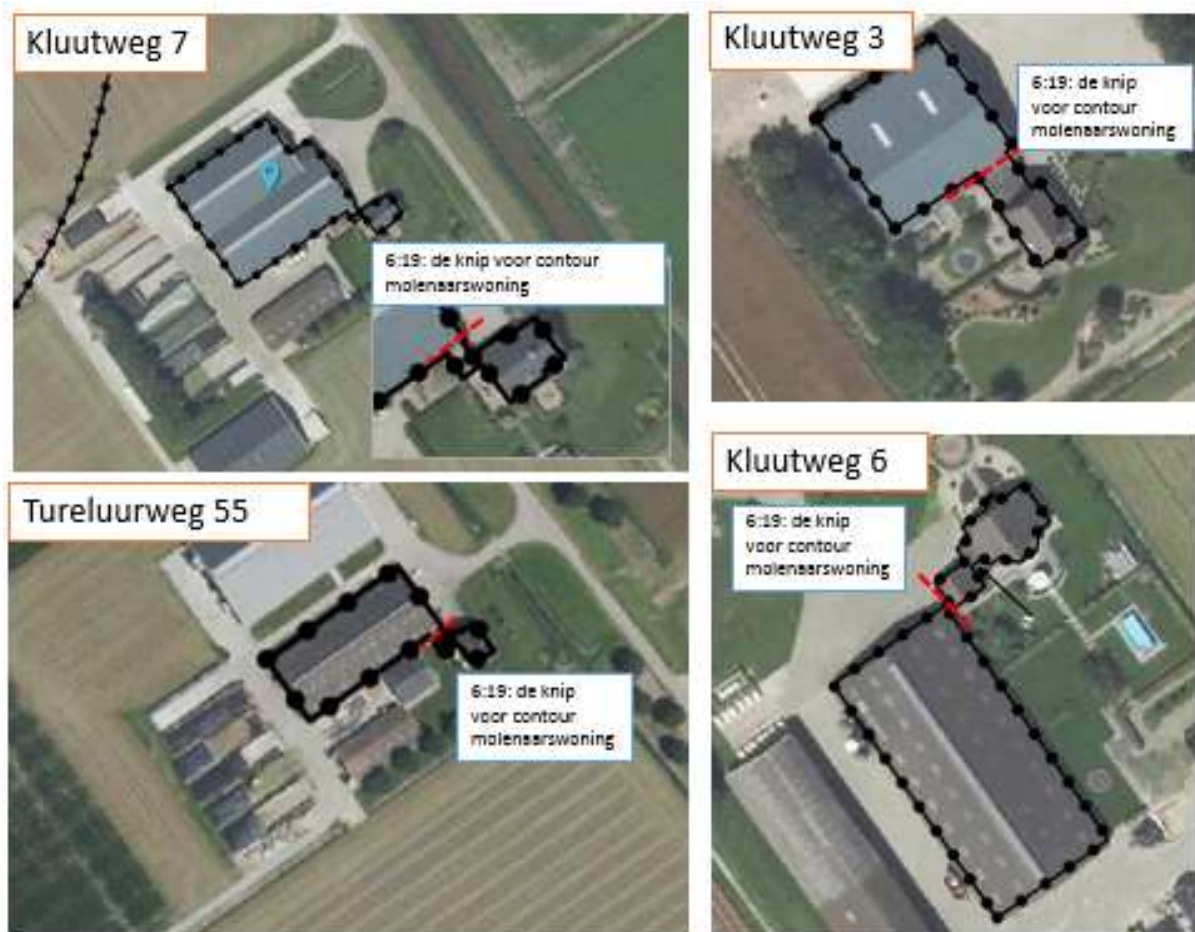 Kluutweg 7
6:19: de knip voor contour
molenaarswoning
Kluutweg 3
6:19: de knip
voor contour
molenaarswoning
Tureluurweg 55
6:19: de knip
voor contour
molenaarswoning
Kluutweg 6
6:19: de knip
voor contour
molenaarswoning